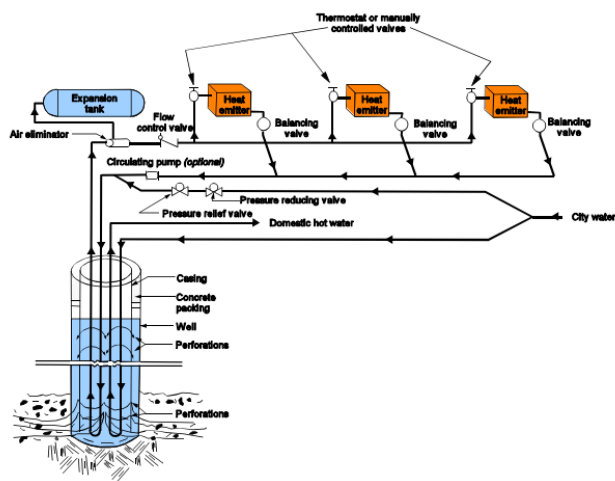 Thermostat or manually
controlled valves
Expansion
tank
Flow
control valve
Air eliminator
Heat
emitter
Balancing
valve
Heat
emitter
Balancing
valve
Heat
emitter
Balancing
valve
Circulating pump (optional)
Pressure reducing valve
Pressure relief valve
Domestic hot water
City water
Casing
Concrete
packing
Well
Perforations
Perforations